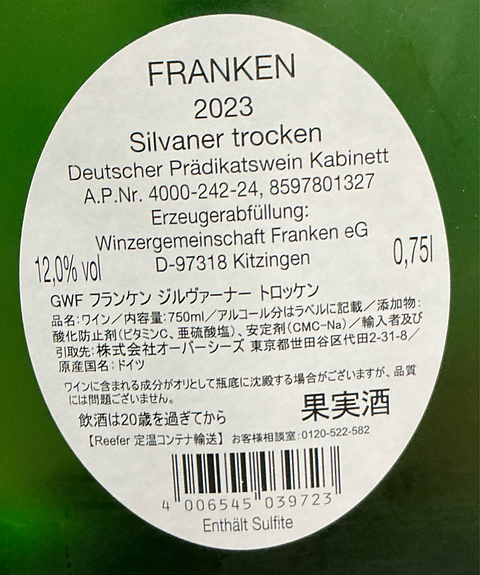 FRANKEN
2023
Silvaner trocken
Deutscher Prädikatswein Kabinett
A.P.Nr. 4000-242-24, 8597801327
Erzeugerabfüllung:
Winzergemeinschaft Franken eG
12,0% vol D-97318 Kitzingen 0,75l
GWF フランケン ジルヴァーナー トロッケン
品名:ワイン/内容量:750ml/アルコール分はラベルに記載/添加物:
酸化防止剤(ビタミンC、亜硫酸塩)、安定剤(CMC-Na)/輸入者及び
引取先:株式会社オーバーシーズ 東京都世田谷区代田2-31-8/
原産国名:ドイツ
ワインに含まれる成分がオリとして瓶底に沈殿する場合がございますが、品質
には問題ございません。
飲酒は20歳を過ぎてから 果実酒
【Reefer 定温コンテナ輸送】 お客様相談室:0120-522-582
4 006545 039723
Enthält Sulfite